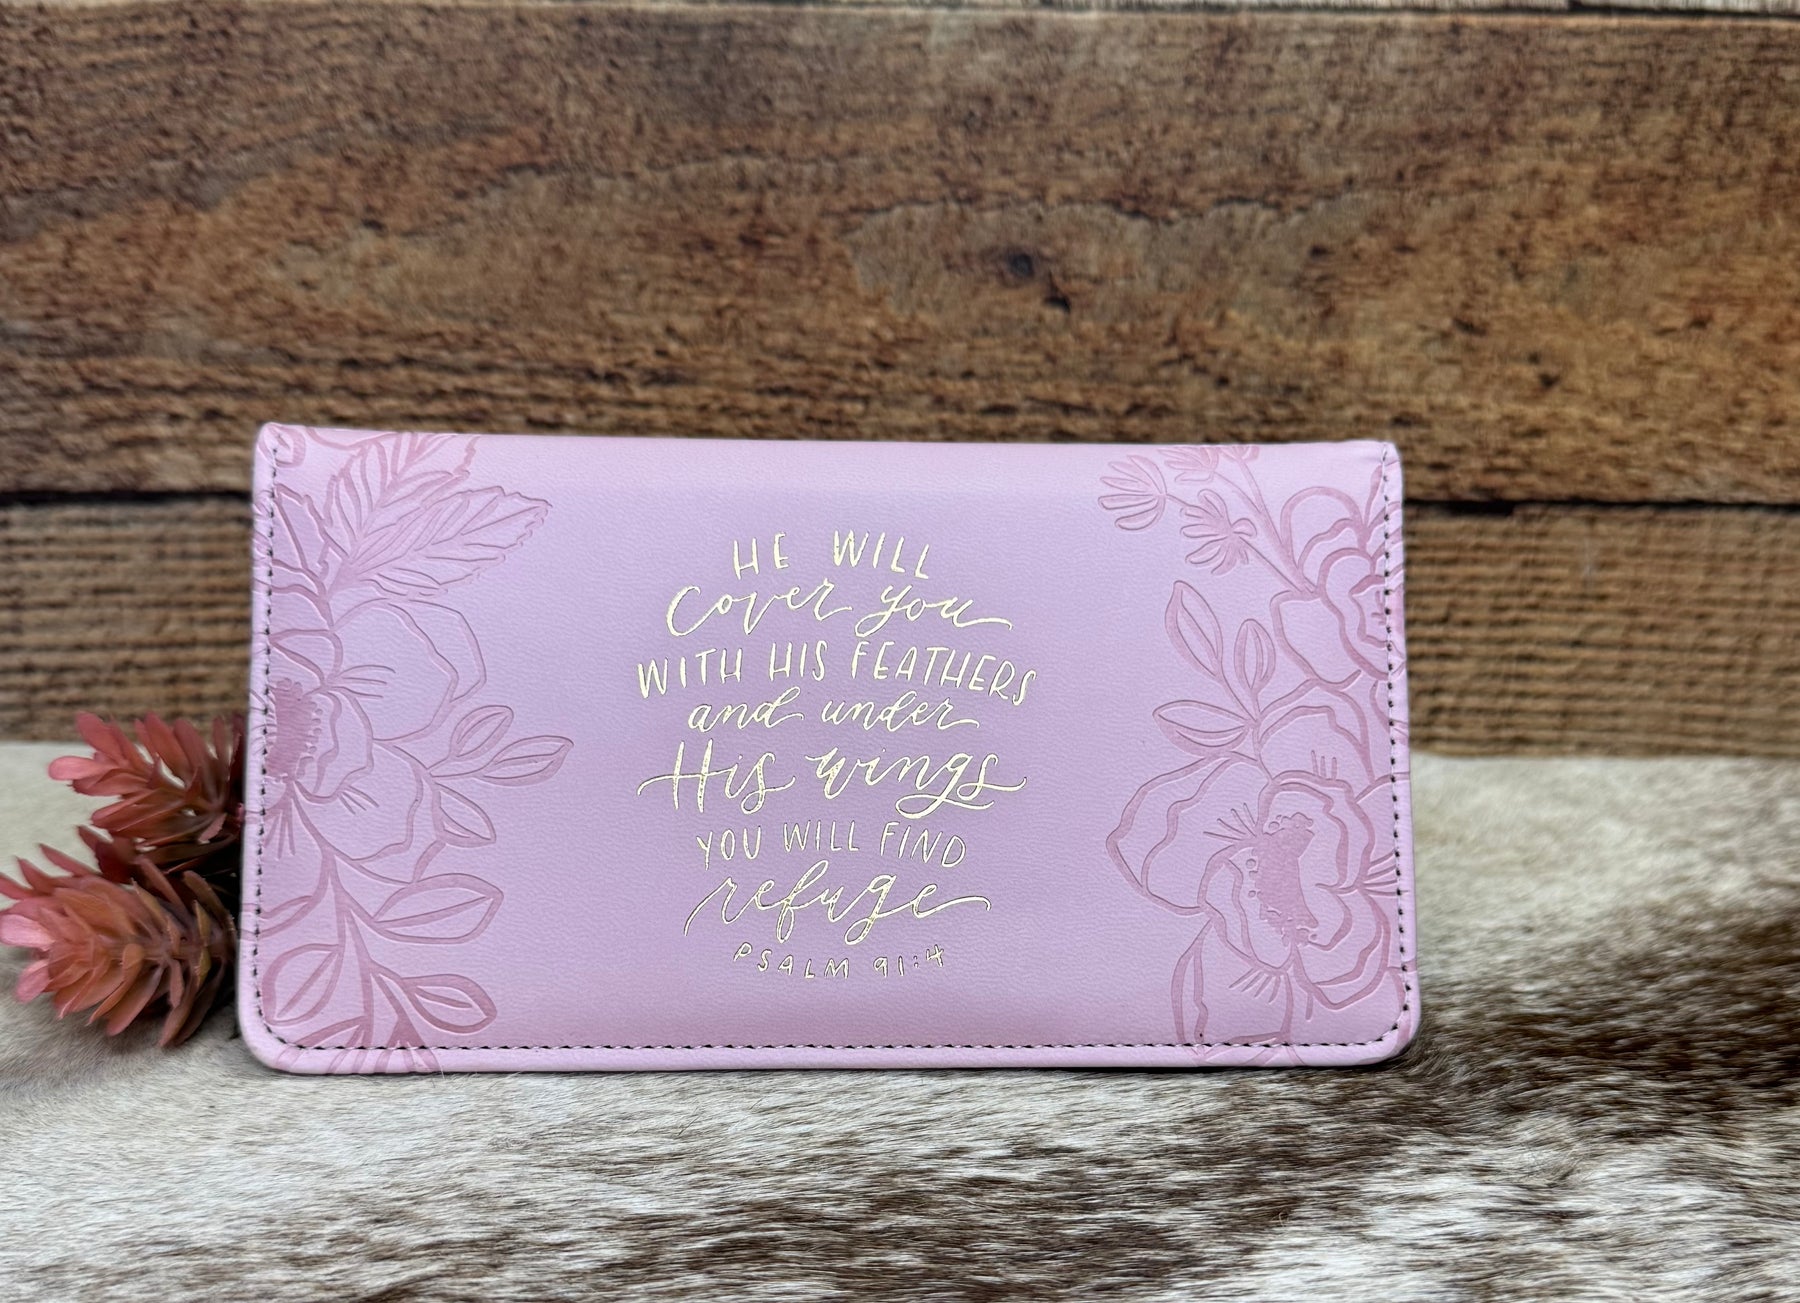 HE WILL
cover you
WITH HIS FEATHERS
and under
His wings
YOU WILL FIND
refuge
PSALM 91:4